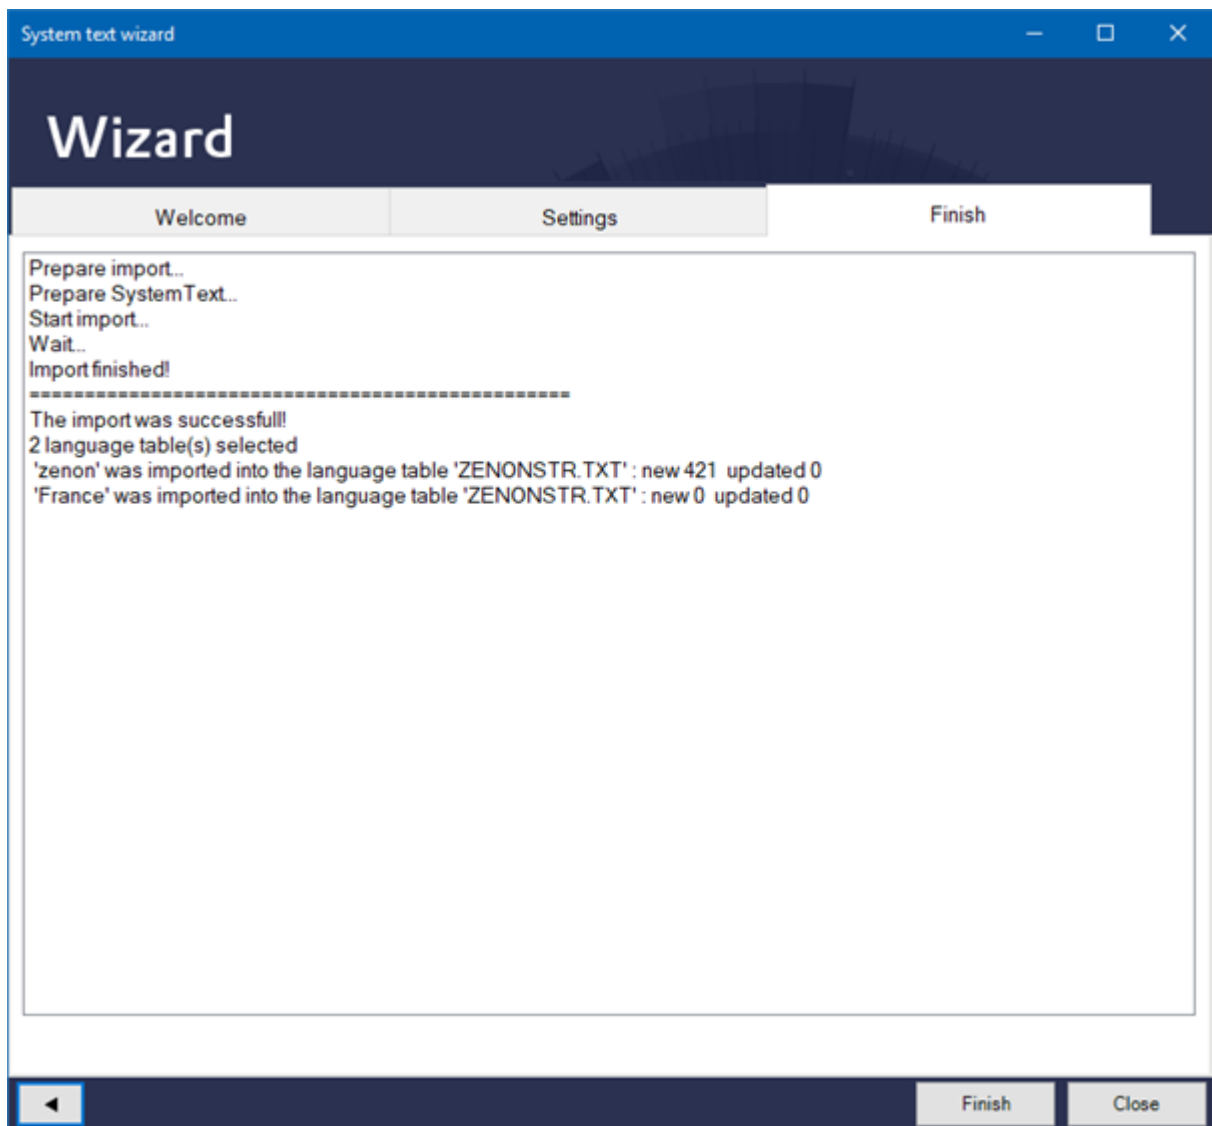 System text wizard
Wizard
Welcome Settings Finish
Prepare import...
Prepare SystemText...
Start import...
Wait...
Import finished!
=================================================
The import was successfull!
2 language table(s) selected
'zenon' was imported into the language table 'ZENONSTR.TXT' : new 421 updated 0
'France' was imported into the language table 'ZENONSTR.TXT' : new 0 updated 0
Finish Close